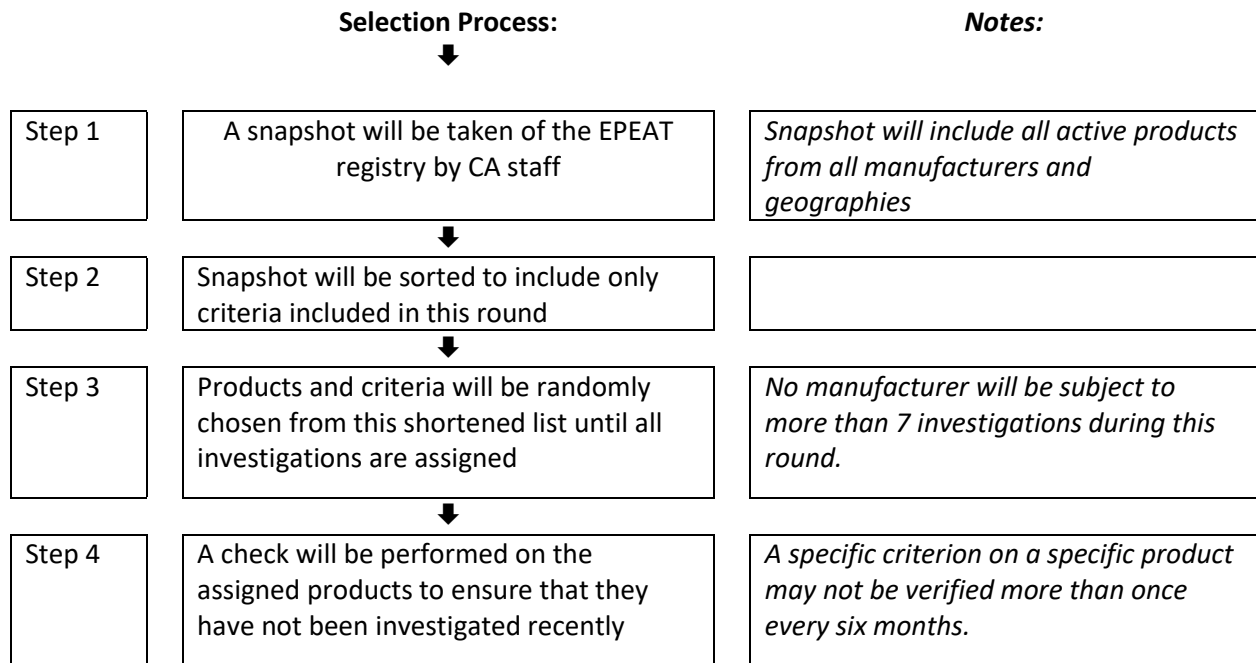 Selection Process:
Notes:
Step 1
A snapshot will be taken of the EPEAT
registry by CA staff
Snapshot will include all active products
from all manufacturers and
geographies
Step 2
Snapshot will be sorted to include only
criteria included in this round
Step 3
Products and criteria will be randomly
chosen from this shortened list until all
investigations are assigned
No manufacturer will be subject to
more than 7 investigations during this
round.
Step 4
A check will be performed on the
assigned products to ensure that they
have not been investigated recently
A specific criterion on a specific product
may not be verified more than once
every six months.